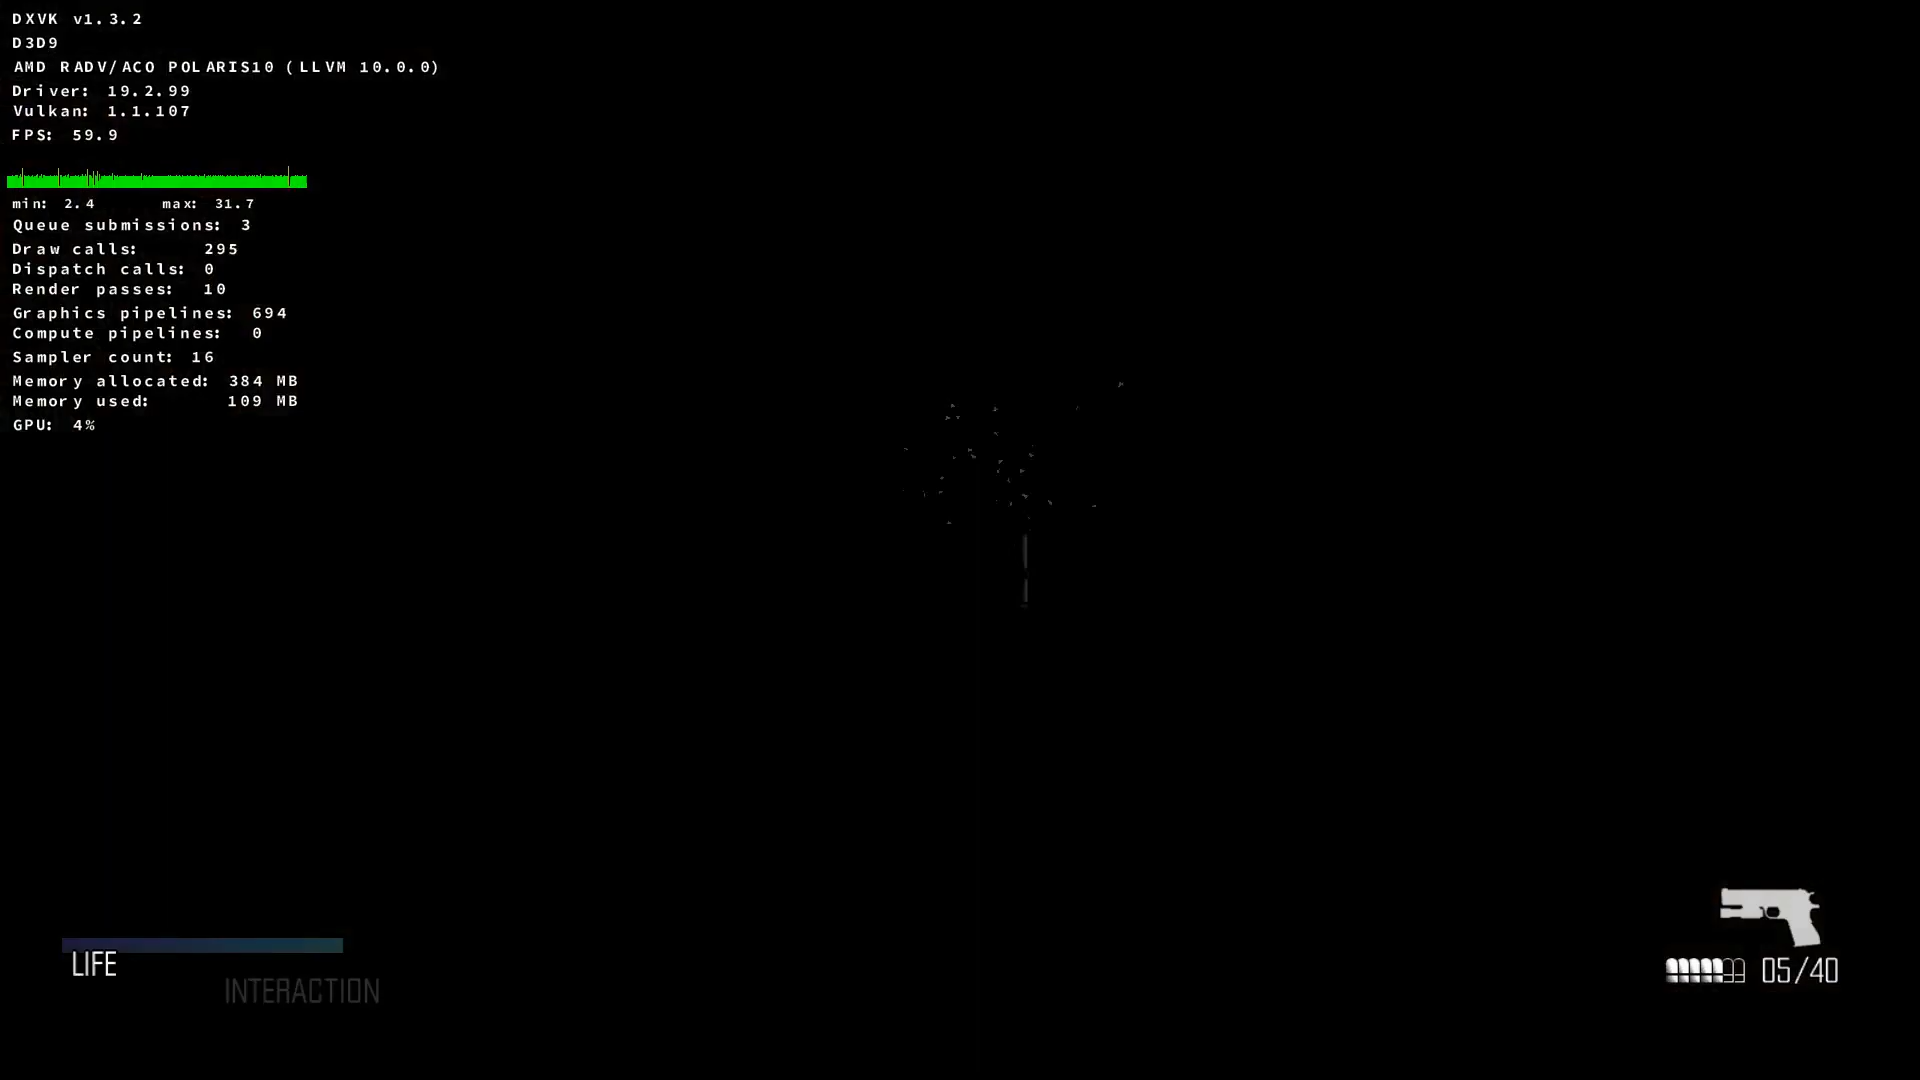 DXVK v1.3.2
D3D9
AMD RADV/ACO POLARIS10 (LLVM 10.0.0)
Driver: 19.2.99
Vulkan: 1.1.107
FPS: 59.9
min: 2.4 max: 31.7
Queue submissions: 3
Draw calls: 295
Dispatch calls: 0
Render passes: 10
Graphics pipelines: 694
Compute pipelines: 0
Sampler count: 16
Memory allocated: 384 MB
Memory used: 109 MB
GPU: 4%
LIFE
INTERACTION
05/40